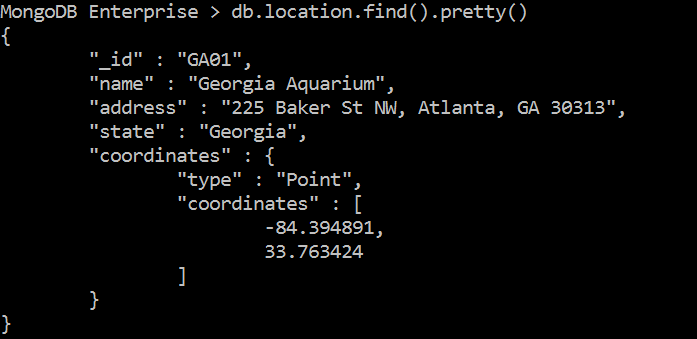 MongoDB Enterprise > db.location.find().pretty()
{
        "_id" : "GA01",
        "name" : "Georgia Aquarium",
        "address" : "225 Baker St NW, Atlanta, GA 30313",
        "state" : "Georgia",
        "coordinates" : {
                "type" : "Point",
                "coordinates" : [
                        -84.394891,
                        33.763424
                ]
        }
}